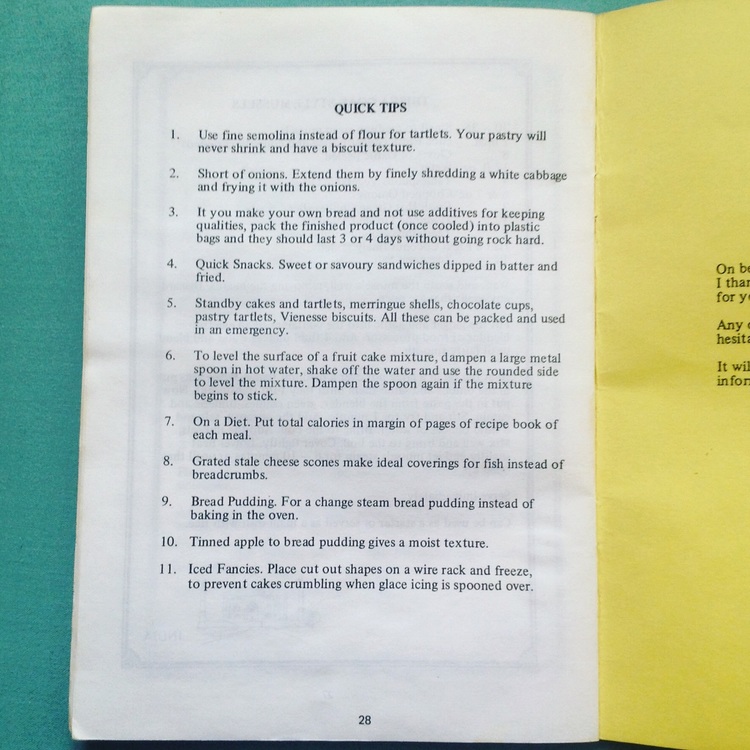 QUICK TIPS
1. Use fine semolina instead of flour for tartlets. Your pastry will
never shrink and have a biscuit texture.
2. Short of onions. Extend them by finely shredding a white cabbage
and frying it with the onions.
3. It you make your own bread and not use additives for keeping
qualities, pack the finished product (once cooled) into plastic
bags and they should last 3 or 4 days without going rock hard.
4. Quick Snacks. Sweet or savoury sandwiches dipped in batter and
fried.
5. Standby cakes and tartlets, merringue shells, chocolate cups,
pastry tartlets, Vienesse biscuits. All these can be packed and used
in an emergency.
6. To level the surface of a fruit cake mixture, dampen a large metal
spoon in hot water, shake off the water and use the rounded side
to level the mixture. Dampen the spoon again if the mixture
begins to stick.
7. On a Diet. Put total calories in margin of pages of recipe book of
each meal.
8. Grated stale cheese scones make ideal coverings for fish instead of
breadcrumbs.
9. Bread Pudding. For a change steam bread pudding instead of
baking in the oven.
10. Tinned apple to bread pudding gives a moist texture.
11. Iced Fancies. Place cut out shapes on a wire rack and freeze,
to prevent cakes crumbling when glace icing is spooned over.
28
On be
I than
for y
Any
hesita
It wil
infor